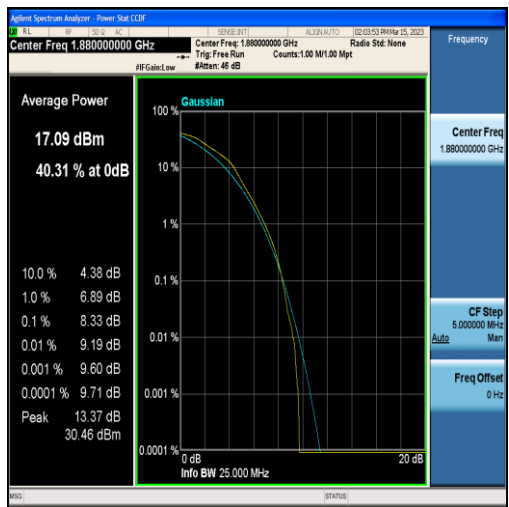 Agilent Spectrum Analyzer - Power Stat CCDF
RL RF 50 Ω AC SENSE:INT ALIGN AUTO 02:03:53 PM Mar 15, 2023
Center Freq 1.880000000 GHz
Center Freq: 1.880000000 GHz Radio Std: None
Trig: Free Run Counts:1.00 M/1.00 Mpt
#IFGain:Low #Atten: 46 dB
Frequency
Average Power
17.09 dBm
40.31 % at 0dB
10.0 % 4.38 dB
1.0 % 6.89 dB
0.1 % 8.33 dB
0.01 % 9.19 dB
0.001 % 9.60 dB
0.0001 % 9.71 dB
Peak 13.37 dB
30.46 dBm
Gaussian
100 %
10 %
1 %
0.1 %
0.01 %
0.001 %
0.0001 %
0 dB 20 dB
Info BW 25.000 MHz
Center Freq
1.880000000 GHz
CF Step
5.000000 MHz
Auto Man
Freq Offset
0 Hz
MSG STATUS